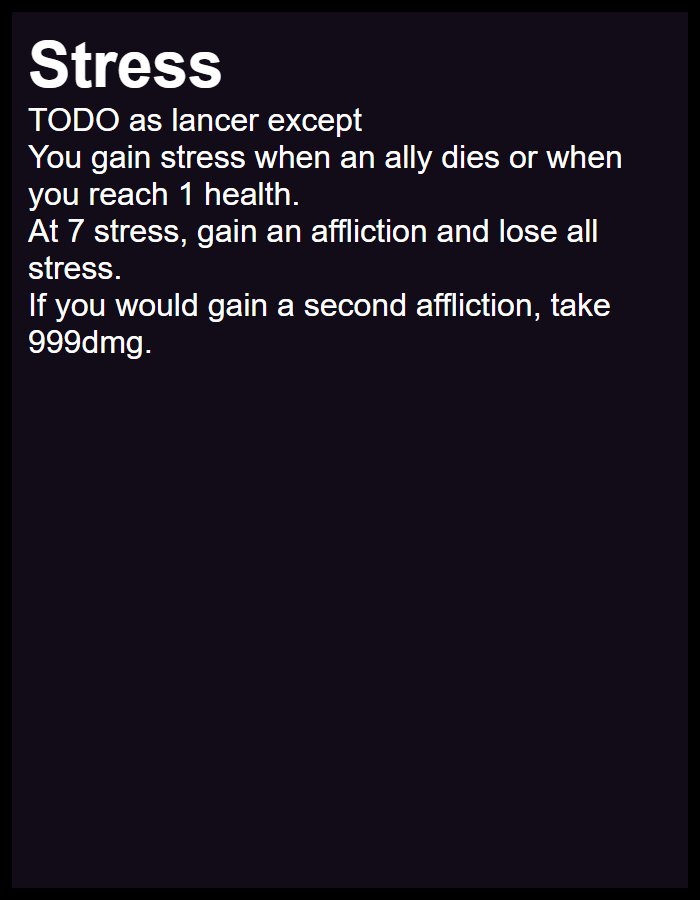 Stress
TODO as lancer except
You gain stress when an ally dies or when
you reach 1 health.
At 7 stress, gain an affliction and lose all
stress.
If you would gain a second affliction, take
999dmg.